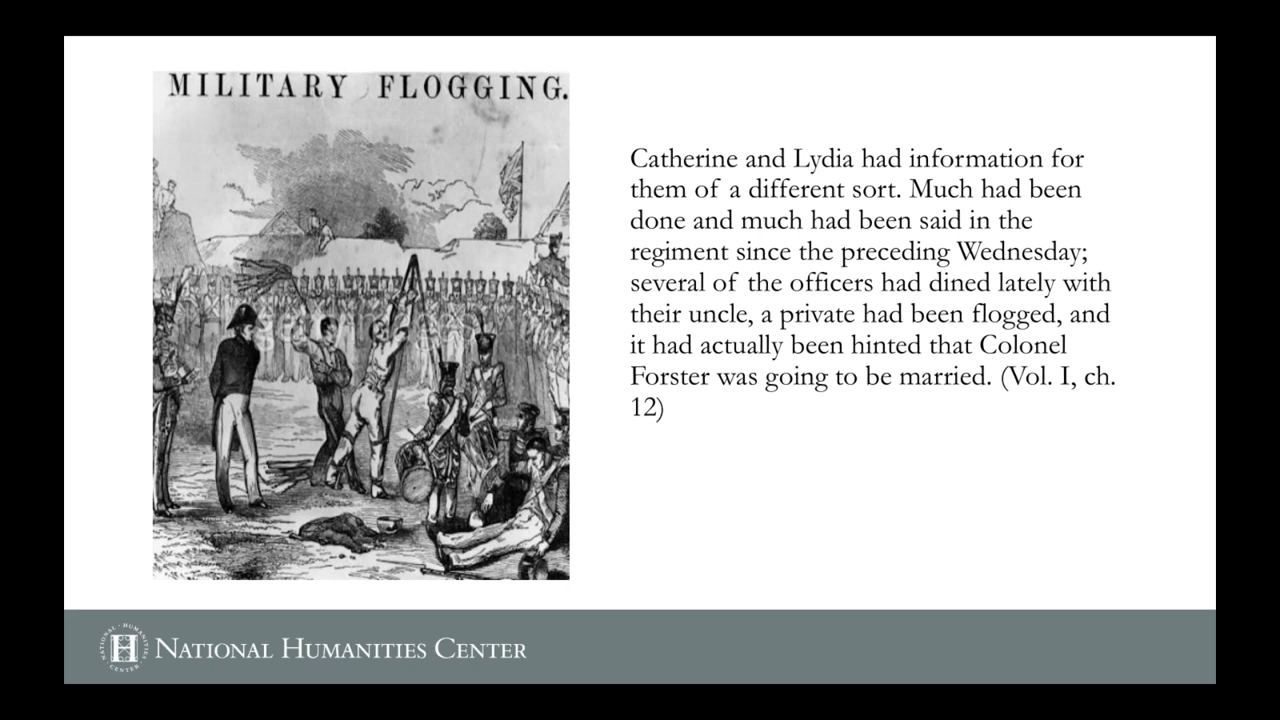 MILITARY FLOGGING.
Catherine and Lydia had information for
them of a different sort. Much had been
done and much had been said in the
regiment since the preceding Wednesday;
several of the officers had dined lately with
their uncle, a private had been flogged, and
it had actually been hinted that Colonel
Forster was going to be married. (Vol. I, ch.
12)
NATIONAL · HUMANITIES · CENTER ·
H
NATIONAL HUMANITIES CENTER